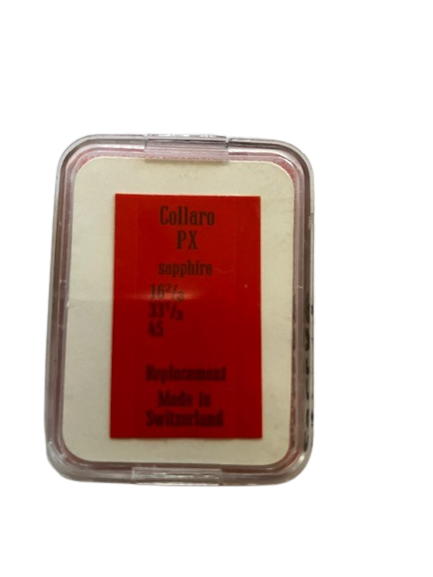 Collaro
PX
sapphire
16²/₃
33¹/₃
45
Replacement
Made in
Switzerland